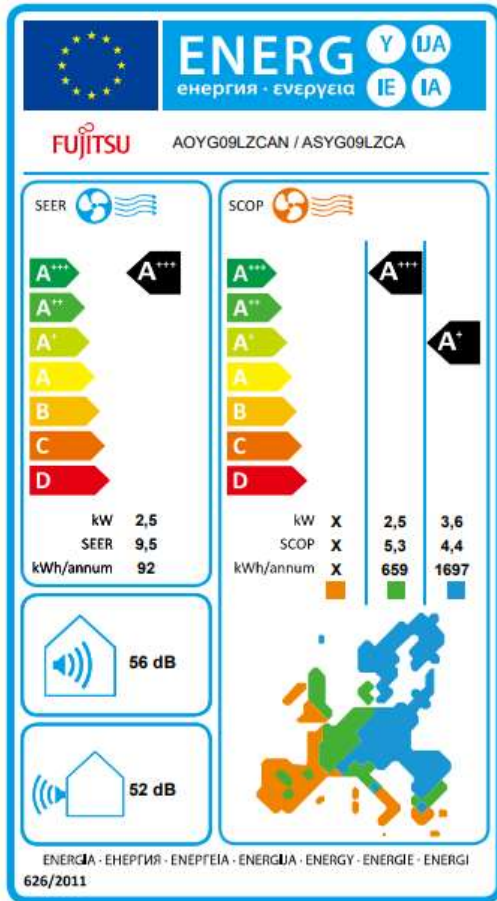 ENERG Y IJA
енергия · ενεργεια IE IA
FUJITSU AOYG09LZCAN / ASYG09LZCA
SEER
A+++ A+++
A++
A+
A
B
C
D
kW 2,5
SEER 9,5
kWh/annum 92
SCOP
A+++ A+++
A++
A+ A+
A
B
C
D
kW X 2,5 3,6
SCOP X 5,3 4,4
kWh/annum X 659 1697
56 dB
52 dB
ENERGIA · ЕНЕРГИЯ · ΕΝΕΡΓΕΙΑ · ENERGIJA · ENERGY · ENERGIE · ENERGI
626/2011